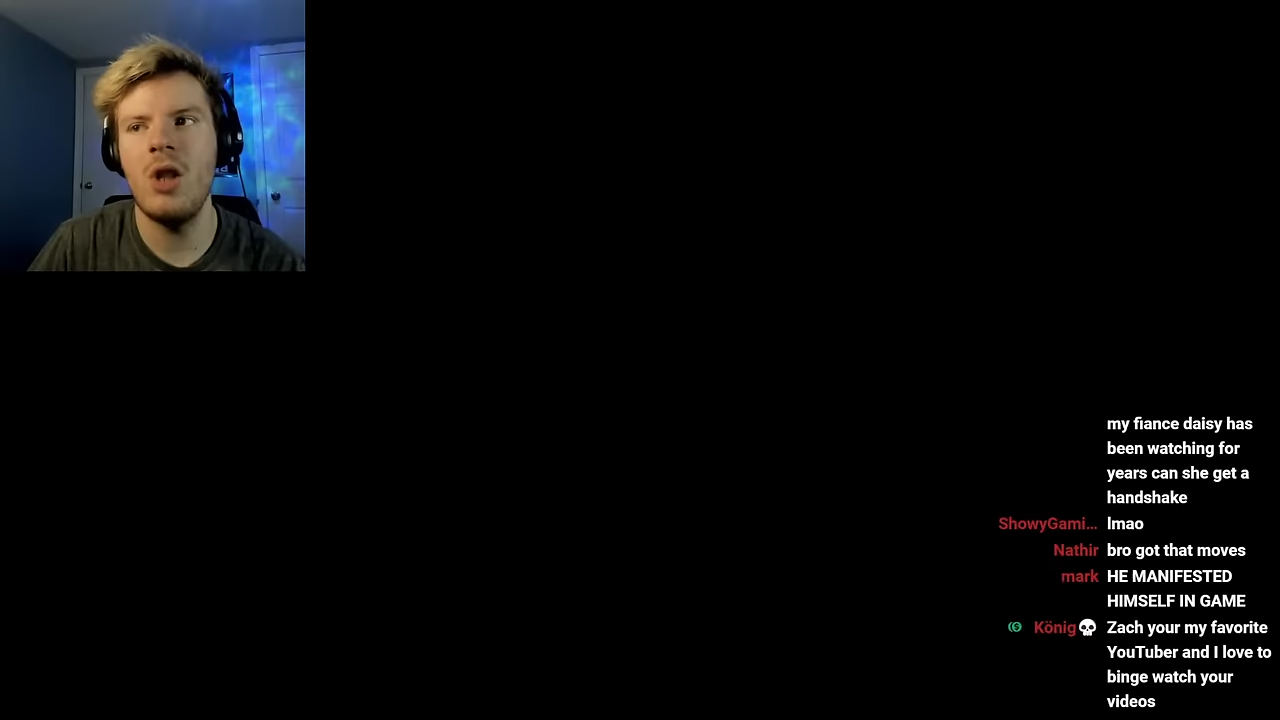 my fiance daisy has
been watching for
years can she get a
handshake
ShowyGami... lmao
Nathir bro got that moves
mark HE MANIFESTED
HIMSELF IN GAME
König💀 Zach your my favorite
YouTuber and I love to
binge watch your
videos